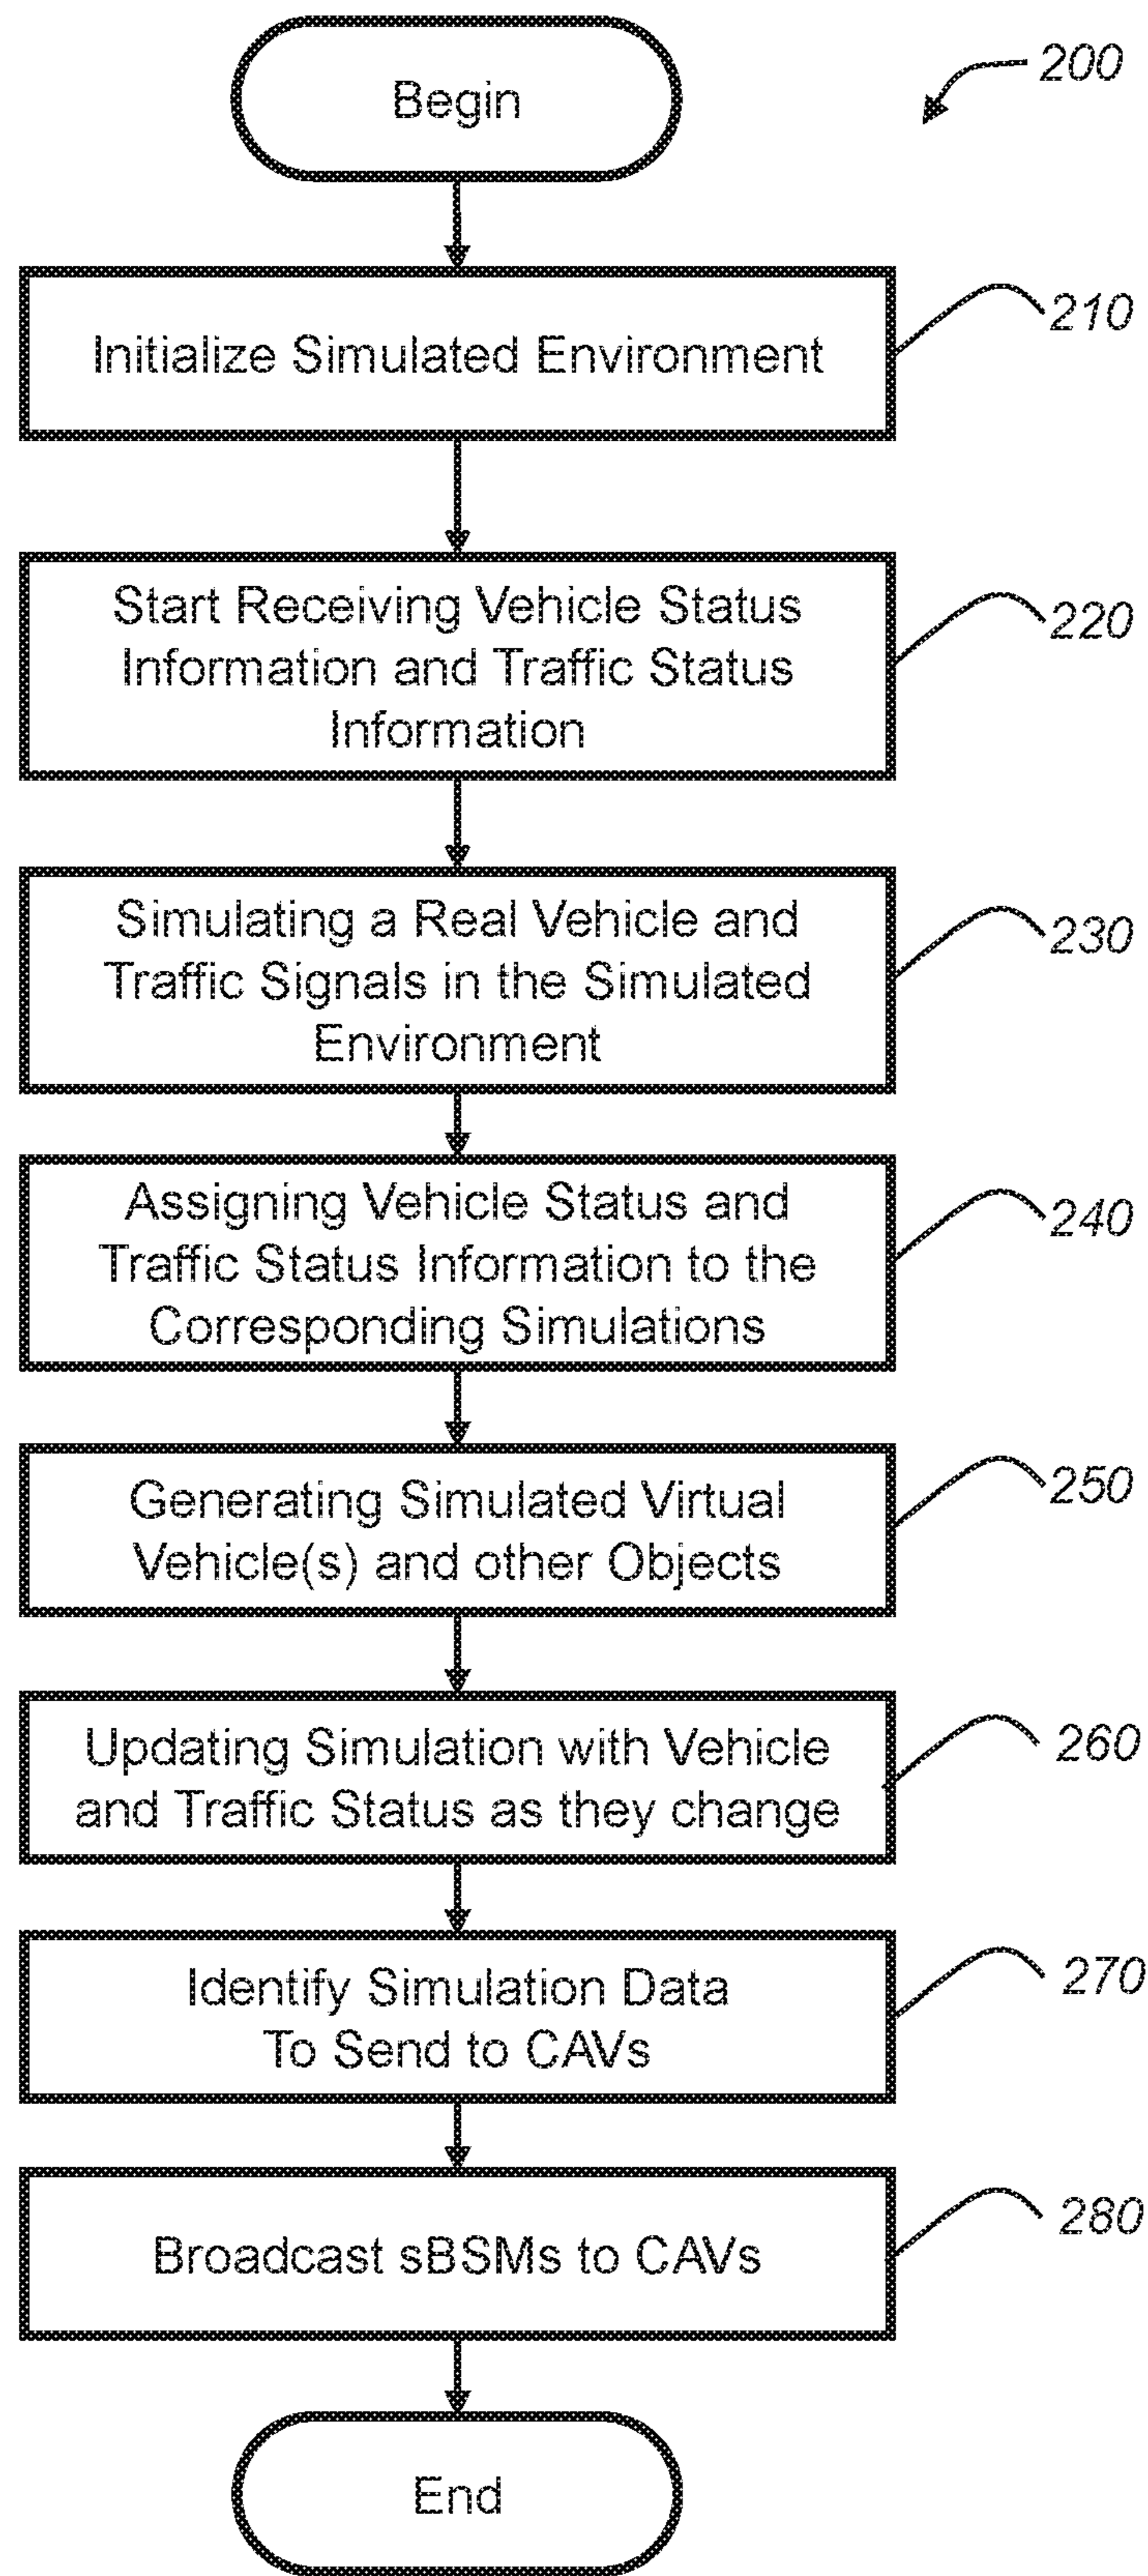 Begin
200
Initialize Simulated Environment
210
Start Receiving Vehicle Status
Information and Traffic Status
Information
220
Simulating a Real Vehicle and
Traffic Signals in the Simulated
Environment
230
Assigning Vehicle Status and
Traffic Status Information to the
Corresponding Simulations
240
Generating Simulated Virtual
Vehicle(s) and other Objects
250
Updating Simulation with Vehicle
and Traffic Status as they change
260
Identify Simulation Data
To Send to CAVs
270
Broadcast sBSMs to CAVs
280
End